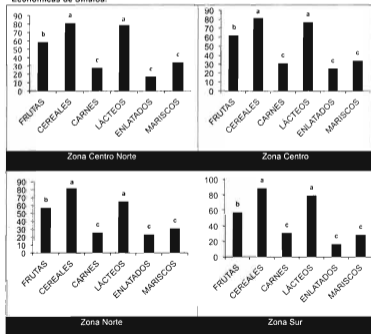 Económicas de Sinaloa.
90
80
70
60
50
40
30
20
10
0
b
a
c
a
c
c
FRUTAS
CEREALES
CARNES
LÁCTEOS
ENLATADOS
MARISCOS
Zona Centro Norte
90
80
70
60
50
40
30
20
10
0
b
a
c
a
c
c
FRUTAS
CEREALES
CARNES
LÁCTEOS
ENLATADOS
MARISCOS
Zona Centro
90
80
70
60
50
40
30
20
10
0
b
a
c
a
c
c
FRUTAS
CEREALES
CARNES
LÁCTEOS
ENLATADOS
MARISCOS
Zona Norte
100
80
60
40
20
0
b
a
c
a
c
c
FRUTAS
CEREALES
CARNES
LÁCTEOS
ENLATADOS
MARISCOS
Zona Sur